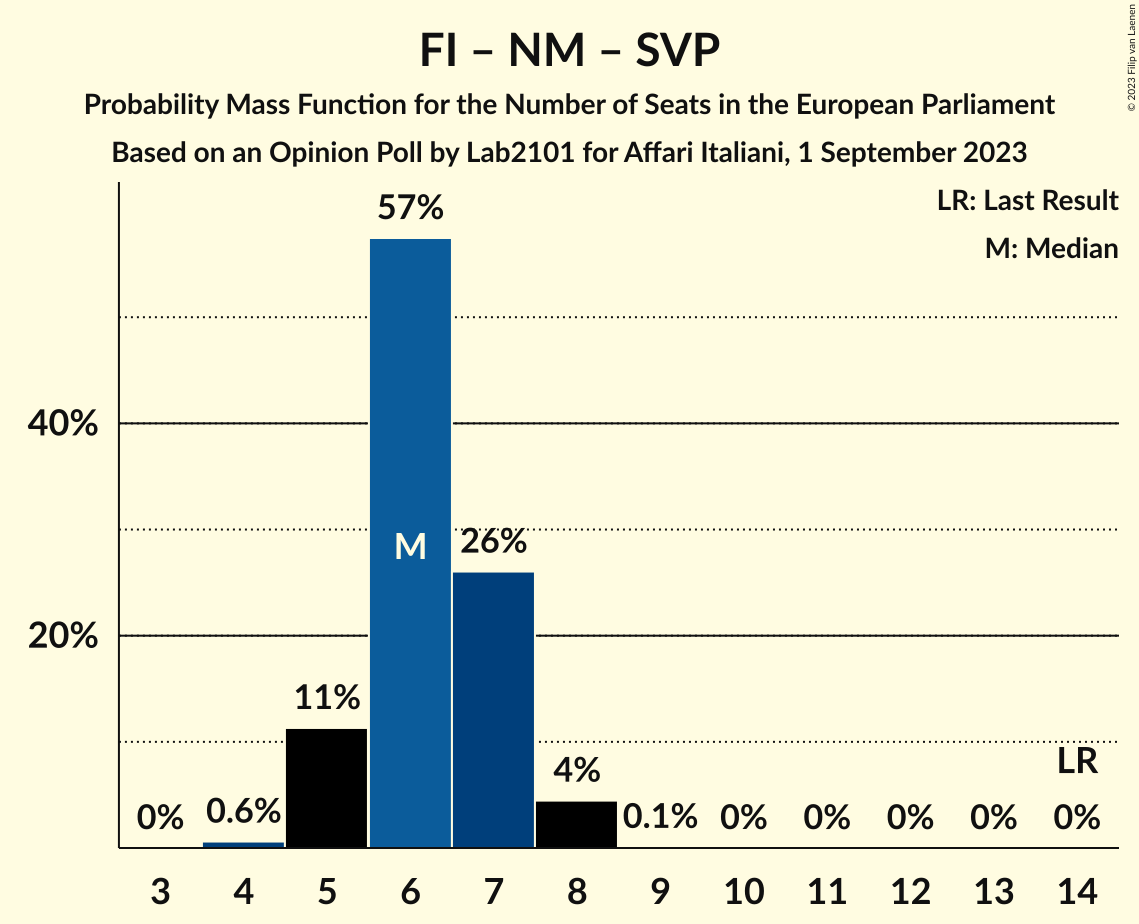 FI – NM – SVP
Probability Mass Function for the Number of Seats in the European Parliament
Based on an Opinion Poll by Lab2101 for Affari Italiani, 1 September 2023
© 2023 Filip van Laenen
LR: Last Result
M: Median
57%
40%
M
26%
20%
11%
LR
4%
0%
0.6%
0.1%
0%
0%
0%
0%
0%
3 4 5 6 7 8 9 10 11 12 13 14